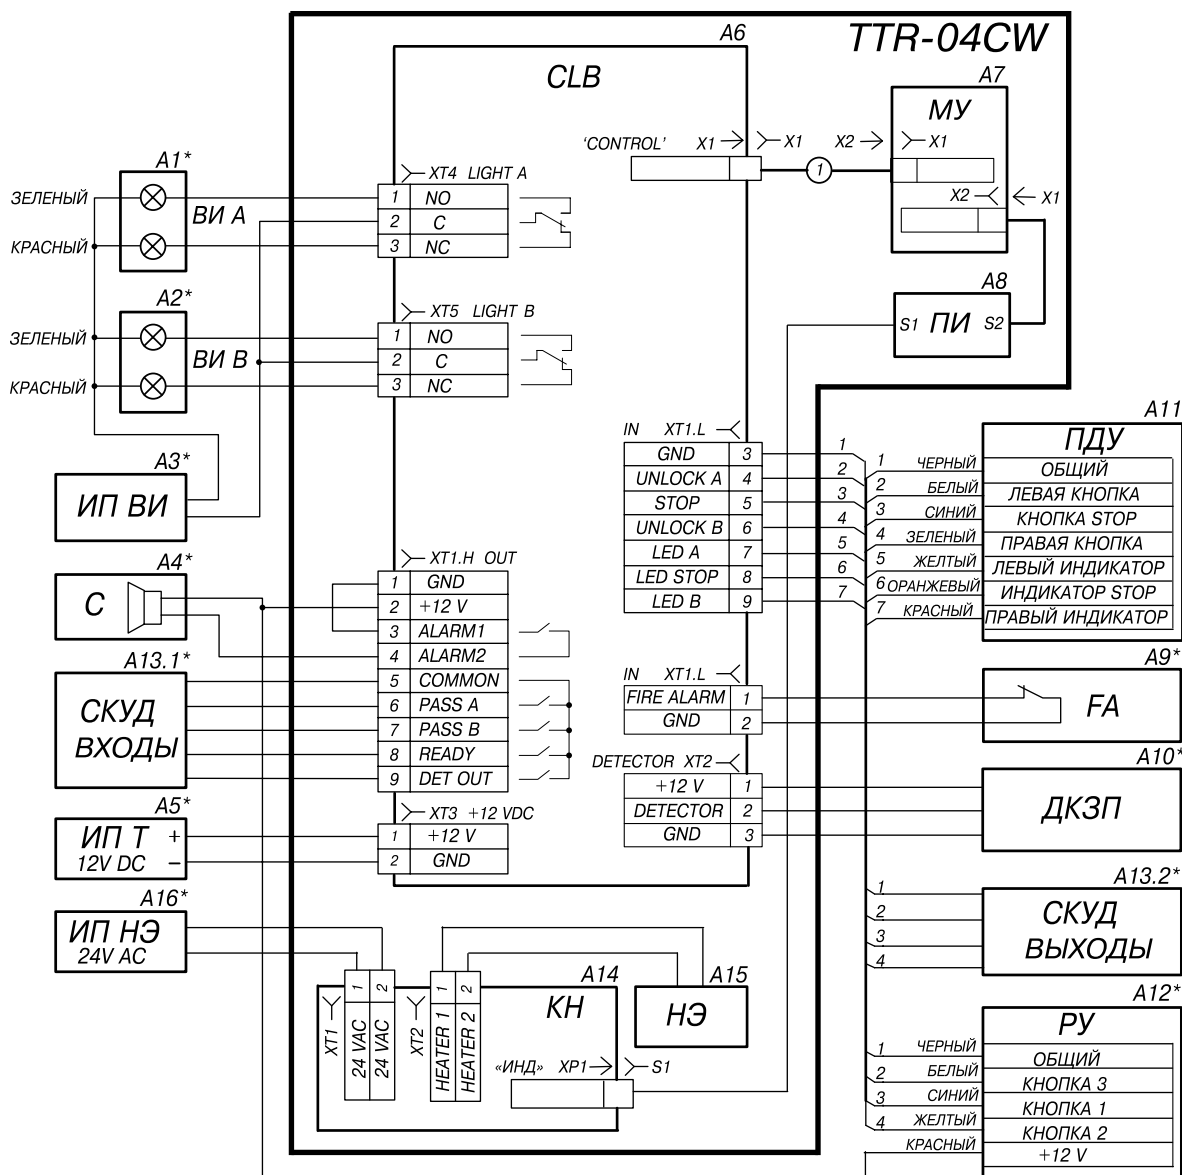 TTR-04CW
A6
CLB
A7
МУ
'CONTROL' X1 X1 X2 X1
X2 X1
A8
S1 ПИ S2
A1*
ЗЕЛЕНЫЙ
ВИ А
КРАСНЫЙ
XT4 LIGHT A
1 NO
2 C
3 NC
A2*
ЗЕЛЕНЫЙ
ВИ В
КРАСНЫЙ
XT5 LIGHT B
1 NO
2 C
3 NC
A3*
ИП ВИ
A4*
С
XT1.H OUT
1 GND
2 +12 V
3 ALARM1
4 ALARM2
5 COMMON
6 PASS A
7 PASS B
8 READY
9 DET OUT
A13.1*
СКУД
ВХОДЫ
A5*
ИП Т +
12V DC –
XT3 +12 VDC
1 +12 V
2 GND
A16*
ИП НЭ
24V AC
IN XT1.L
GND 3 1
UNLOCK A 4 2
STOP 5 3
UNLOCK B 6 4
LED A 7 5
LED STOP 8 6
LED B 9 7
A11
ПДУ
1 ЧЕРНЫЙ ОБЩИЙ
2 БЕЛЫЙ ЛЕВАЯ КНОПКА
3 СИНИЙ КНОПКА STOP
4 ЗЕЛЕНЫЙ ПРАВАЯ КНОПКА
5 ЖЕЛТЫЙ ЛЕВЫЙ ИНДИКАТОР
6 ОРАНЖЕВЫЙ ИНДИКАТОР STOP
7 КРАСНЫЙ ПРАВЫЙ ИНДИКАТОР
IN XT1.L
FIRE ALARM 1
GND 2
A9*
FA
DETECTOR XT2
+12 V 1
DETECTOR 2
GND 3
A10*
ДКЗП
A13.2*
1
2
3
4
СКУД
ВЫХОДЫ
A14
КН
XT1
1 24 VAC
2 24 VAC
XT2
1 HEATER 1
2 HEATER 2
«ИНД» XP1 S1
A15
НЭ
A12*
РУ
1 ЧЕРНЫЙ ОБЩИЙ
2 БЕЛЫЙ КНОПКА 3
3 СИНИЙ КНОПКА 1
4 ЖЕЛТЫЙ КНОПКА 2
КРАСНЫЙ +12 V
1